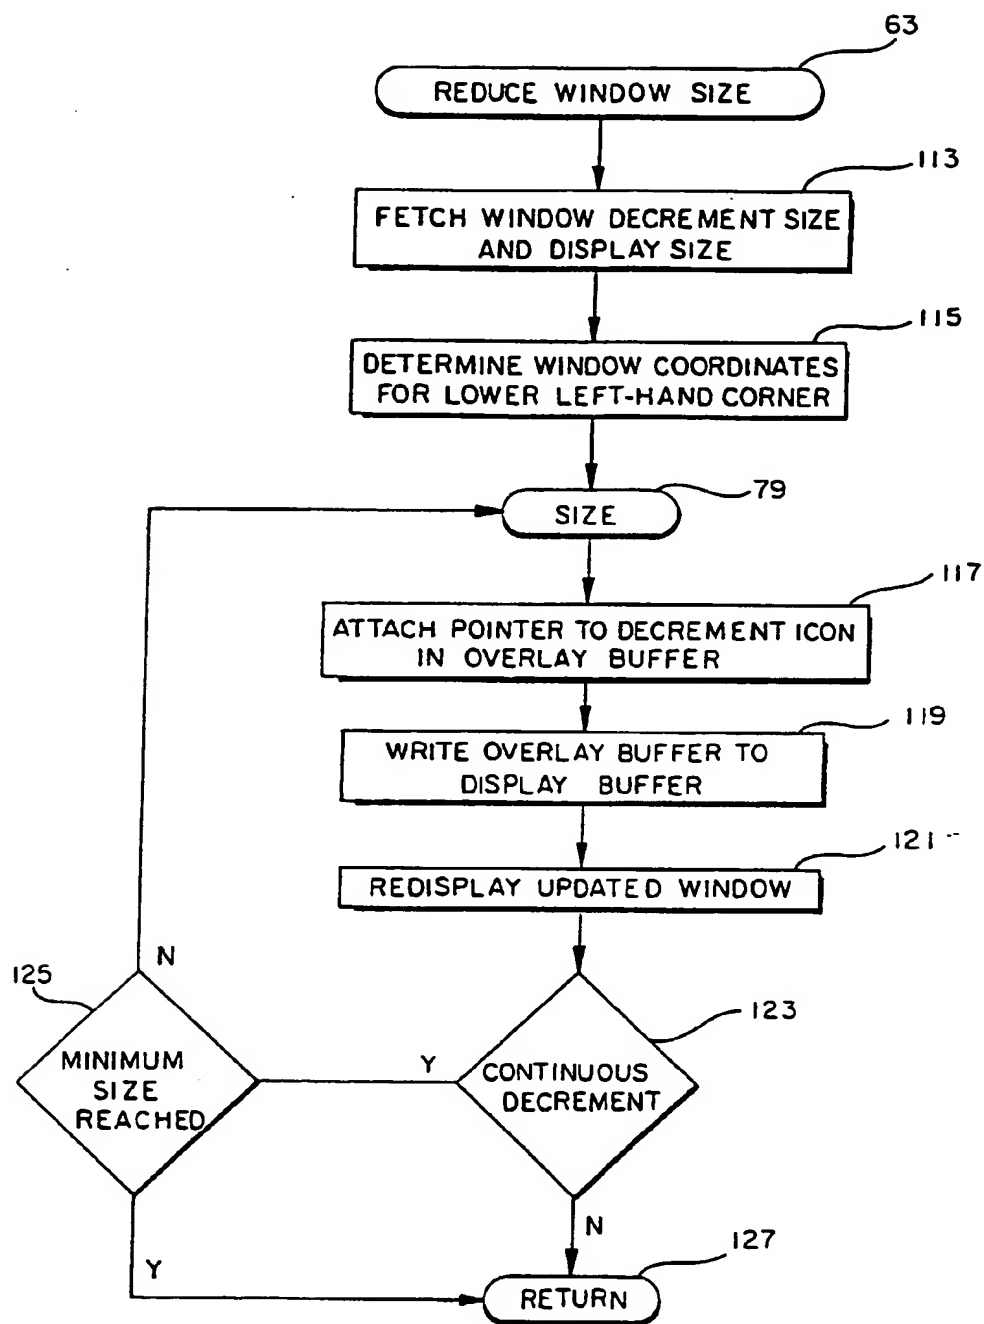 63
REDUCE WINDOW SIZE
113
FETCH WINDOW DECREMENT SIZE
AND DISPLAY SIZE
115
DETERMINE WINDOW COORDINATES
FOR LOWER LEFT-HAND CORNER
79
SIZE
117
ATTACH POINTER TO DECREMENT ICON
IN OVERLAY BUFFER
119
WRITE OVERLAY BUFFER TO
DISPLAY BUFFER
121
REDISPLAY UPDATED WINDOW
N
125
MINIMUM
SIZE
REACHED
Y
123
CONTINUOUS
DECREMENT
N
127
Y
RETURN